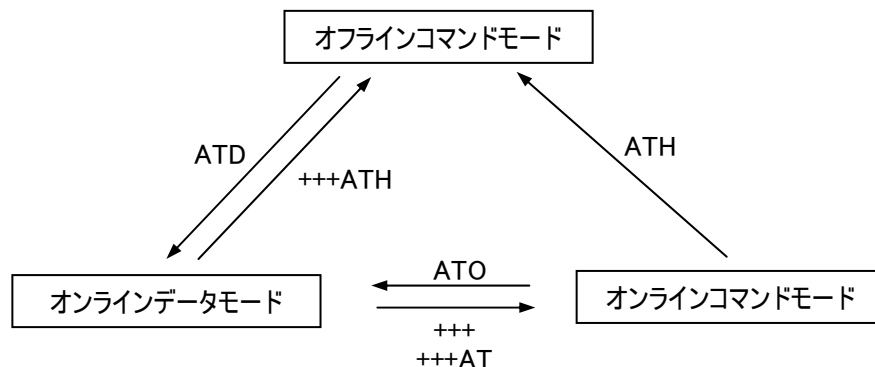 オフラインコマンドモード
ATD
+++ATH
ATH
オンラインデータモード
ATO
+++
+++AT
オンラインコマンドモード